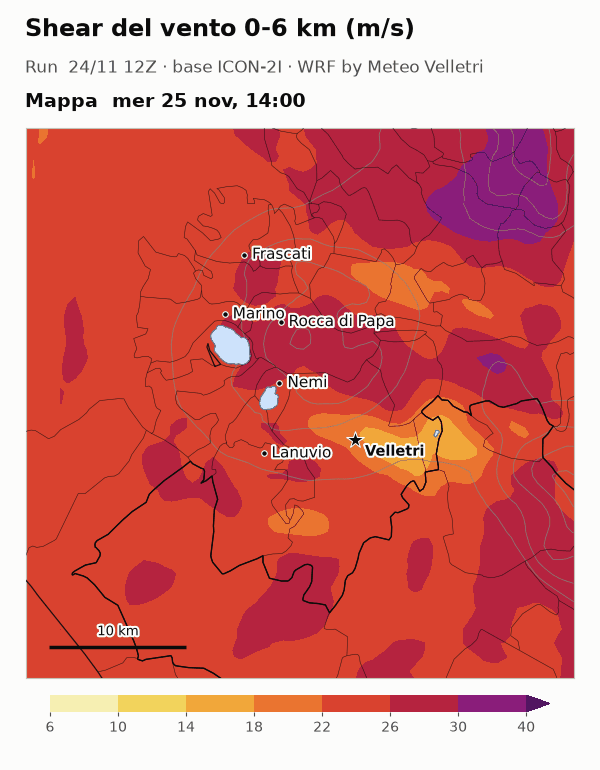 Shear del vento 0-6 km (m/s)
Run  24/11 12Z · base ICON-2I · WRF by Meteo Velletri
Mappa  mer 25 nov, 14:00
Frascati
Marino
Rocca di Papa
Nemi
Velletri
Lanuvio
10 km
6 10 14 18 22 26 30 40